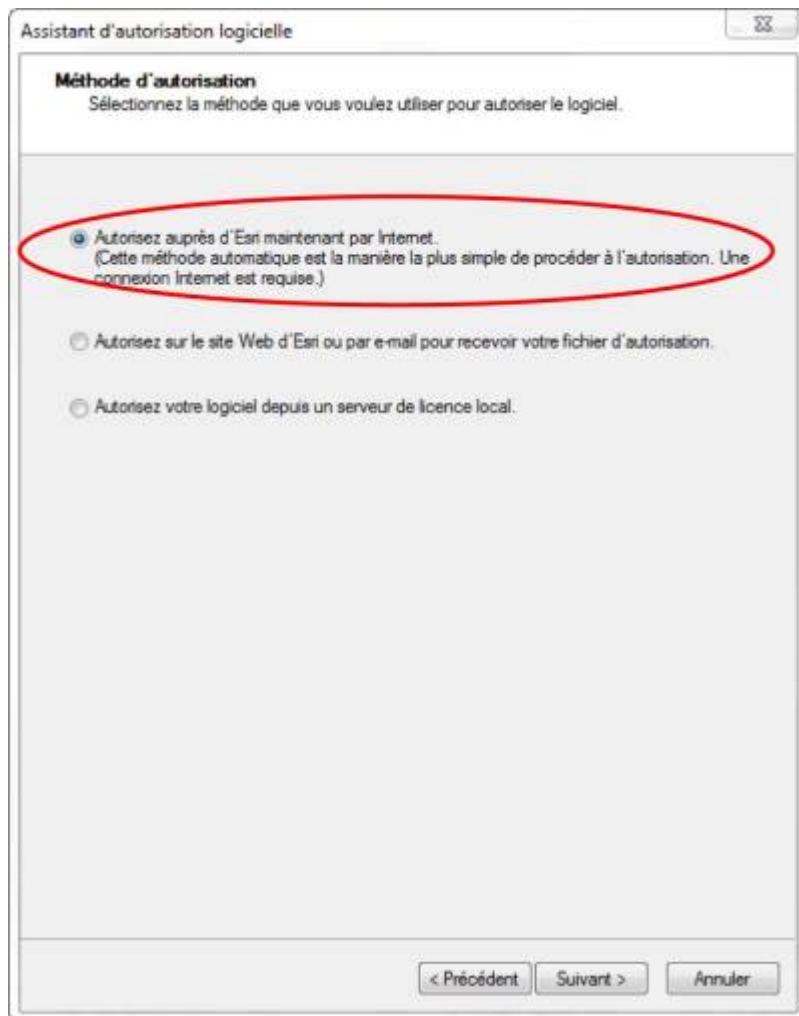 Assistant d'autorisation logicielle
Méthode d'autorisation
Sélectionnez la méthode que vous voulez utiliser pour autoriser le logiciel.
Autorisez auprès d'Esri maintenant par Internet.
(Cette méthode automatique est la manière la plus simple de procéder à l'autorisation. Une
connexion Internet est requise.)
Autorisez sur le site Web d'Esri ou par e-mail pour recevoir votre fichier d'autorisation.
Autorisez votre logiciel depuis un serveur de licence local.
< Précédent Suivant > Annuler